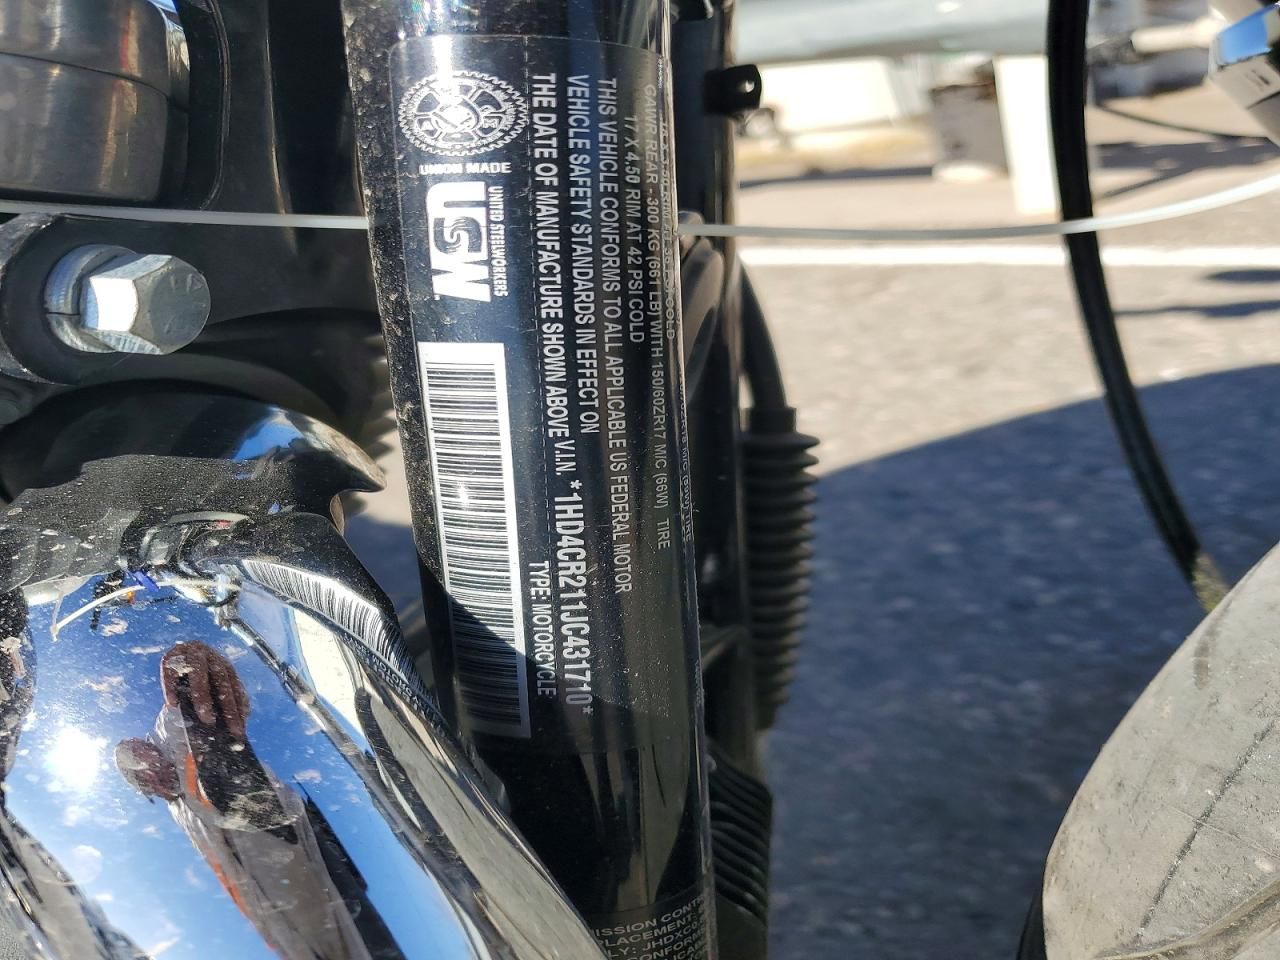 GAWR REAR - 300 KG (661 LB) WITH 150/60ZR17 M/C (66W) TIRE
17 X 4.50 RIM AT 42 PSI COLD
THIS VEHICLE CONFORMS TO ALL APPLICABLE US FEDERAL MOTOR
VEHICLE SAFETY STANDARDS IN EFFECT ON
THE DATE OF MANUFACTURE SHOWN ABOVE V.I.N. *1HD4CR211JC431710*
TYPE: MOTORCYCLE
UNION MADE
UNITED STEELWORKERS
USW